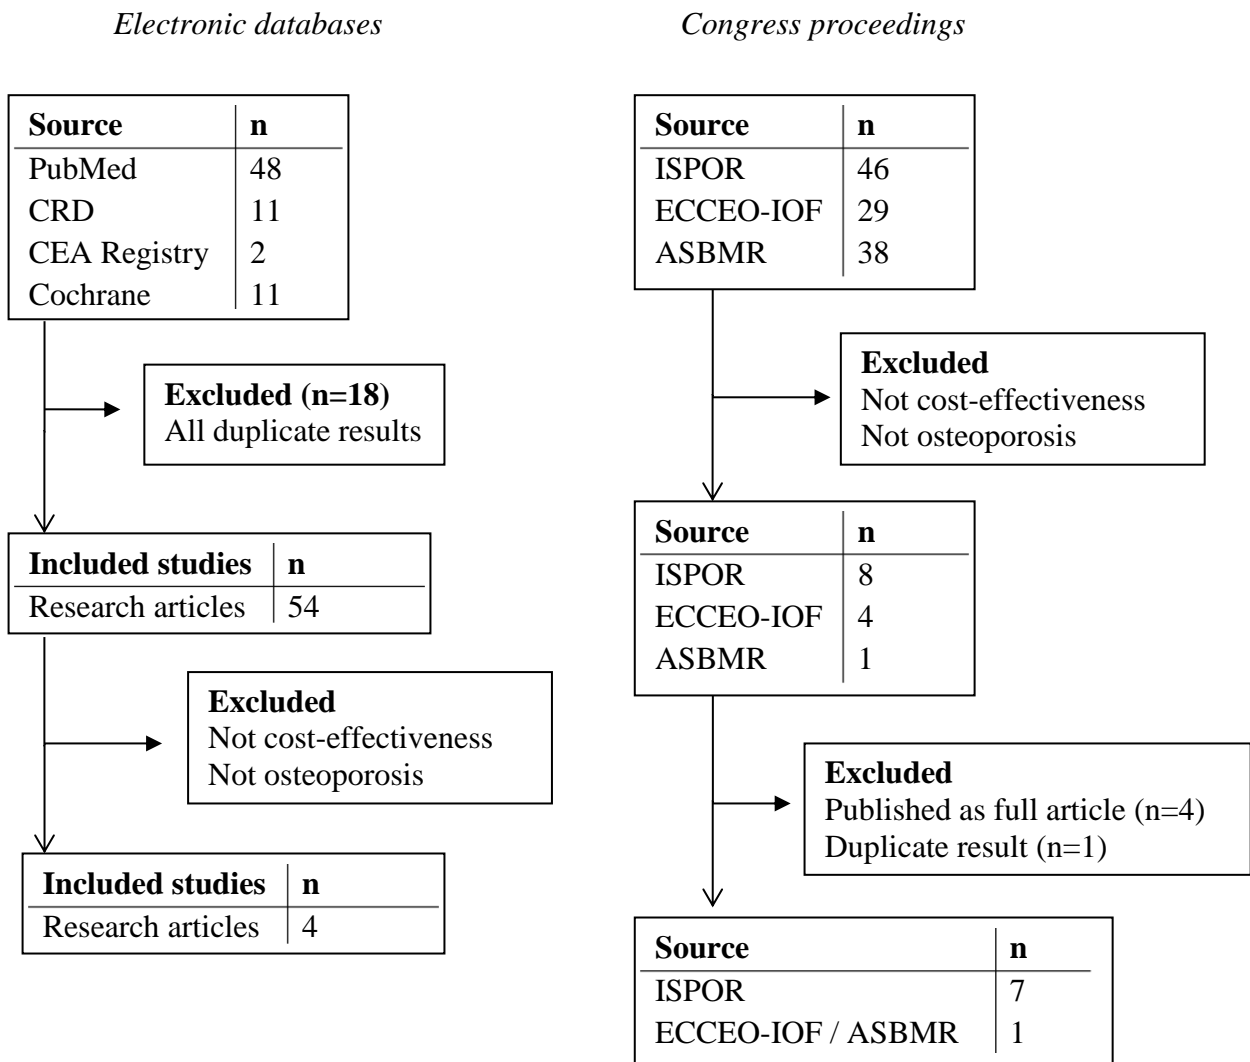 Electronic databases
Source n
PubMed 48
CRD 11
CEA Registry 2
Cochrane 11
Excluded (n=18)
All duplicate results
Included studies n
Research articles 54
Excluded
Not cost-effectiveness
Not osteoporosis
Included studies n
Research articles 4
Congress proceedings
Source n
ISPOR 46
ECCEO-IOF 29
ASBMR 38
Excluded
Not cost-effectiveness
Not osteoporosis
Source n
ISPOR 8
ECCEO-IOF 4
ASBMR 1
Excluded
Published as full article (n=4)
Duplicate result (n=1)
Source n
ISPOR 7
ECCEO-IOF / ASBMR 1